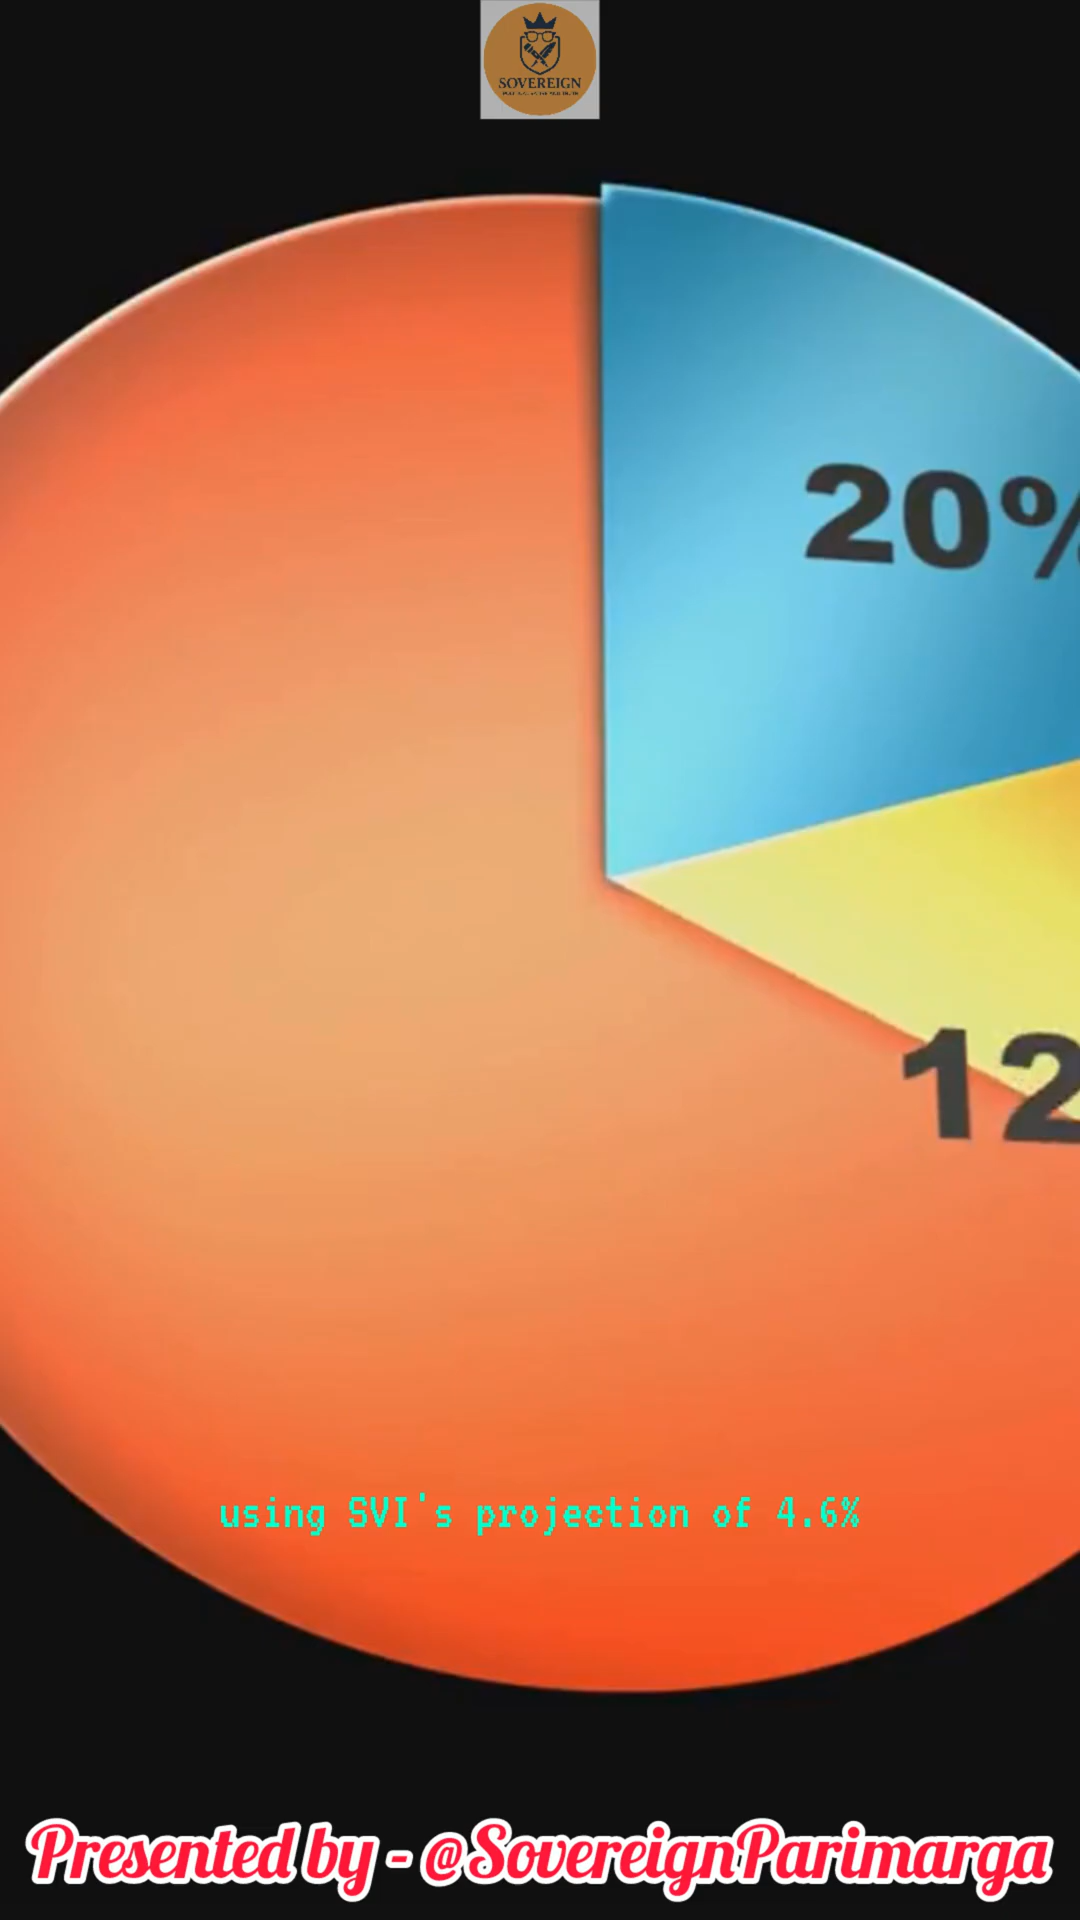 SOVEREIGN
20%
12
using SVI's projection of 4.6%
Presented by - @SovereignParimarga